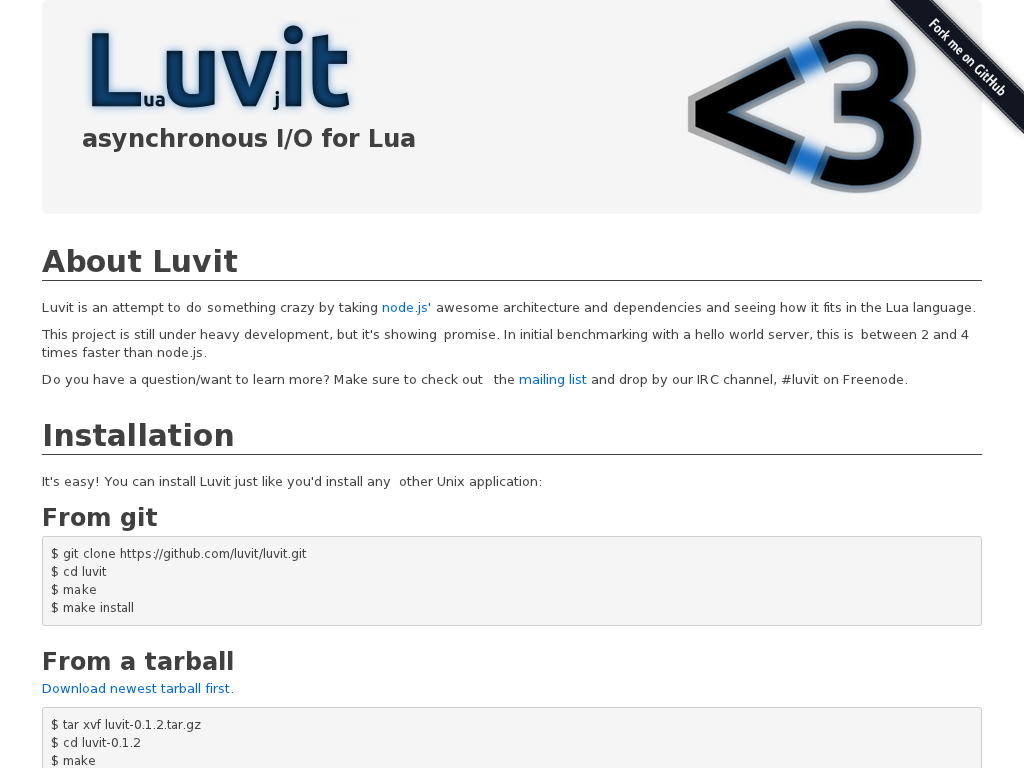 Luavjit
asynchronous I/O for Lua
<3
Fork me on GitHub
About Luvit
Luvit is an attempt to do something crazy by taking node.js' awesome architecture and dependencies and seeing how it fits in the Lua language.
This project is still under heavy development, but it's showing promise. In initial benchmarking with a hello world server, this is between 2 and 4
times faster than node.js.
Do you have a question/want to learn more? Make sure to check out the mailing list and drop by our IRC channel, #luvit on Freenode.
Installation
It's easy! You can install Luvit just like you'd install any other Unix application:
From git
$ git clone https://github.com/luvit/luvit.git
$ cd luvit
$ make
$ make install
From a tarball
Download newest tarball first.
$ tar xvf luvit-0.1.2.tar.gz
$ cd luvit-0.1.2
$ make